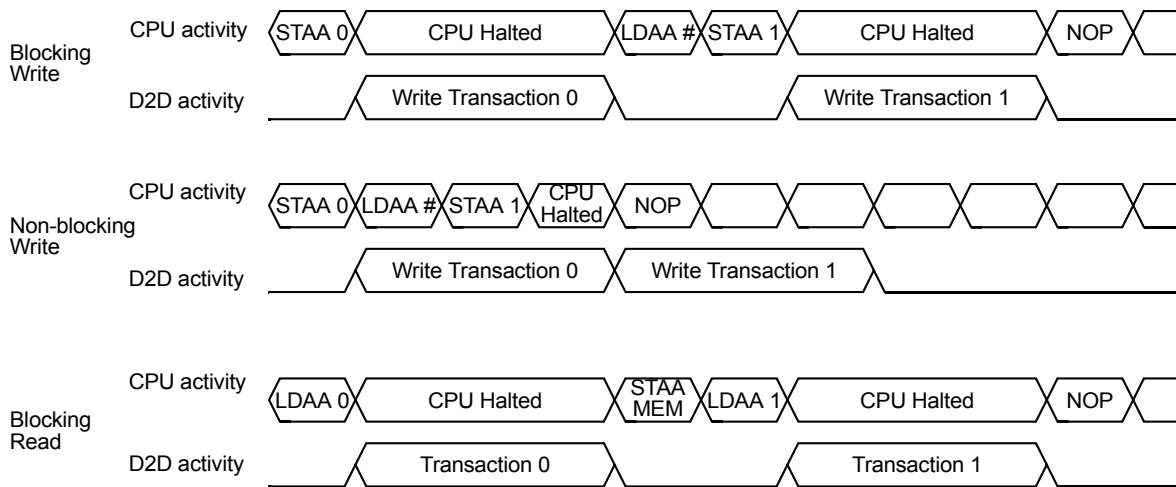 CPU activity STAA 0 CPU Halted LDAA # STAA 1 CPU Halted NOP
Blocking
Write
D2D activity Write Transaction 0 Write Transaction 1
CPU activity STAA 0 LDAA # STAA 1 CPU
Halted NOP
Non-blocking
Write
D2D activity Write Transaction 0 Write Transaction 1
CPU activity LDAA 0 CPU Halted STAA
MEM LDAA 1 CPU Halted NOP
Blocking
Read
D2D activity Transaction 0 Transaction 1